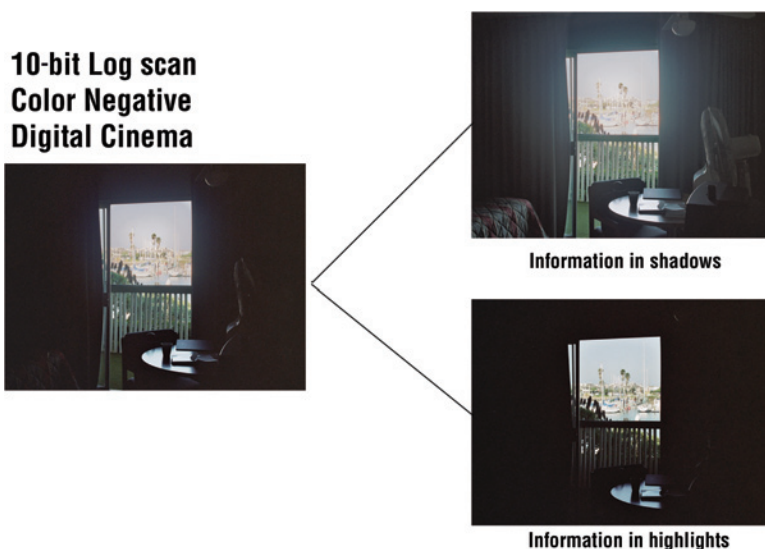 10-bit Log scan
Color Negative
Digital Cinema
Information in shadows
Information in highlights